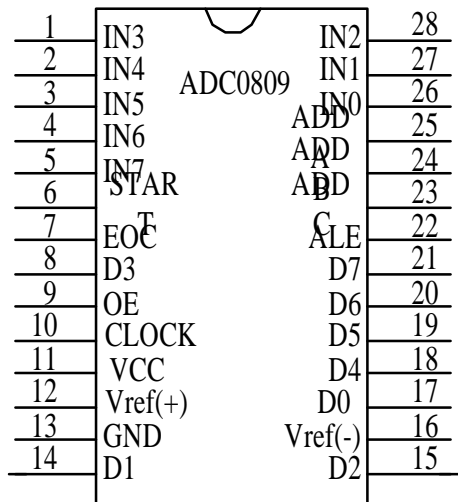 1 IN3 IN2 28
2 IN4 IN1 27
ADC0809
3 IN5 IN0 26
ADD
4 IN6 25
ADD
A
5 IN7 24
START ADD
B
6 23
C
7 EOC ALE 22
8 D3 D7 21
9 OE D6 20
10 CLOCK D5 19
11 VCC D4 18
12 Vref(+) D0 17
13 GND Vref(-) 16
14 D1 D2 15